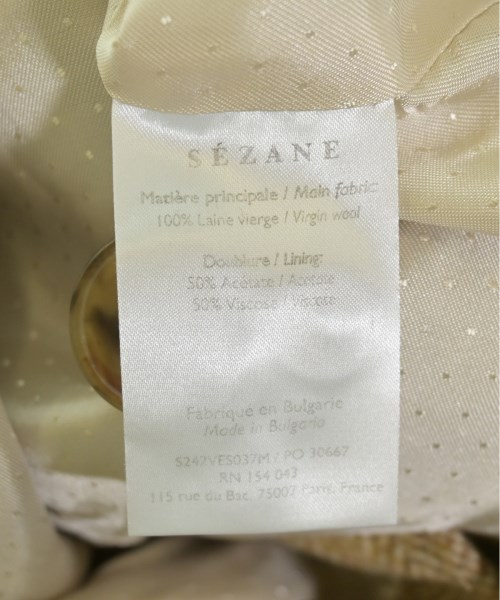 SÉZANE
Matière principale / Main fabric:
100% Laine vierge / Virgin wool
Doublure / Lining:
50% Acétate / Acetate
50% Viscose / Viscose
Fabriqué en Bulgarie
Made in Bulgaria
S242VES037M / PO 30667
RN 154 043
115 rue du Bac, 75007 Paris, France